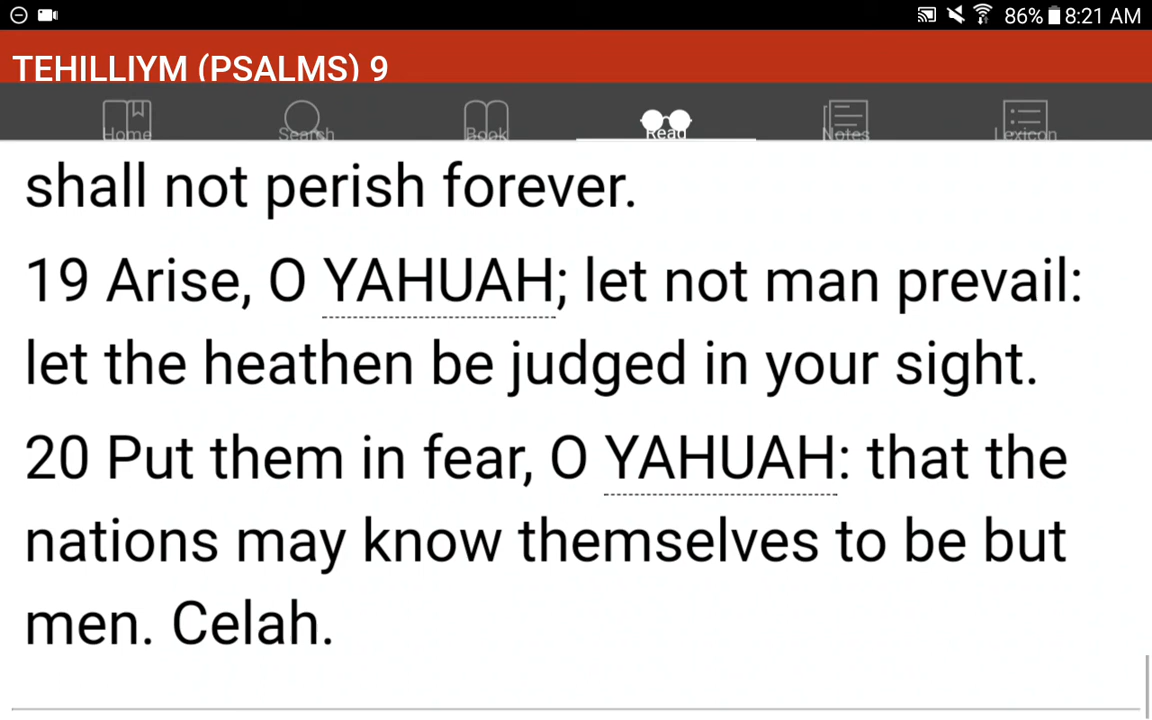 86% 8:21 AM
TEHILLIYM (PSALMS) 9
Home Search Book Read Notes Lexicon
shall not perish forever.
19 Arise, O YAHUAH; let not man prevail:
let the heathen be judged in your sight.
20 Put them in fear, O YAHUAH: that the
nations may know themselves to be but
men. Celah.